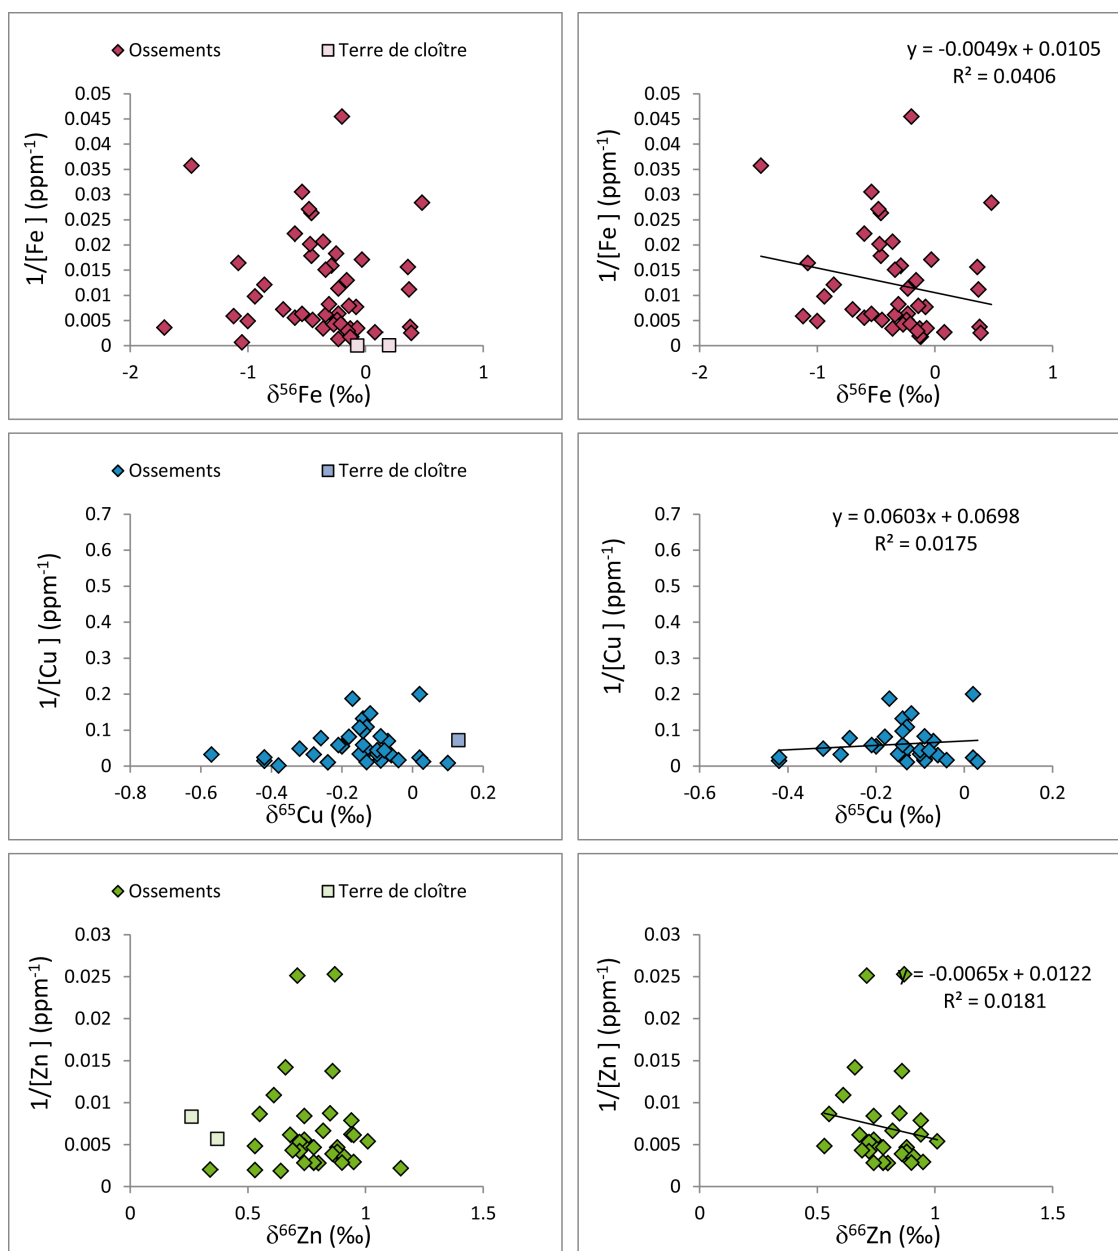 Ossements Terre de cloître
0.05
0.045
0.04
0.035
0.03
0.025
0.02
0.015
0.01
0.005
0
-2 -1 0 1
1/[Fe ] (ppm⁻¹)
δ⁵⁶Fe (‰)
y = -0.0049x + 0.0105
R² = 0.0406
0.05
0.045
0.04
0.035
0.03
0.025
0.02
0.015
0.01
0.005
0
-2 -1 0 1
1/[Fe ] (ppm⁻¹)
δ⁵⁶Fe (‰)
Ossements Terre de cloître
0.7
0.6
0.5
0.4
0.3
0.2
0.1
0
-0.8 -0.6 -0.4 -0.2 0 0.2
1/[Cu ] (ppm⁻¹)
δ⁶⁵Cu (‰)
y = 0.0603x + 0.0698
R² = 0.0175
0.7
0.6
0.5
0.4
0.3
0.2
0.1
0
-0.6 -0.4 -0.2 0 0.2
1/[Cu ] (ppm⁻¹)
δ⁶⁵Cu (‰)
Ossements Terre de cloître
0.03
0.025
0.02
0.015
0.01
0.005
0
0 0.5 1 1.5
1/[Zn ] (ppm⁻¹)
δ⁶⁶Zn (‰)
y = -0.0065x + 0.0122
R² = 0.0181
0.03
0.025
0.02
0.015
0.01
0.005
0
0 0.5 1 1.5
1/[Zn ] (ppm⁻¹)
δ⁶⁶Zn (‰)